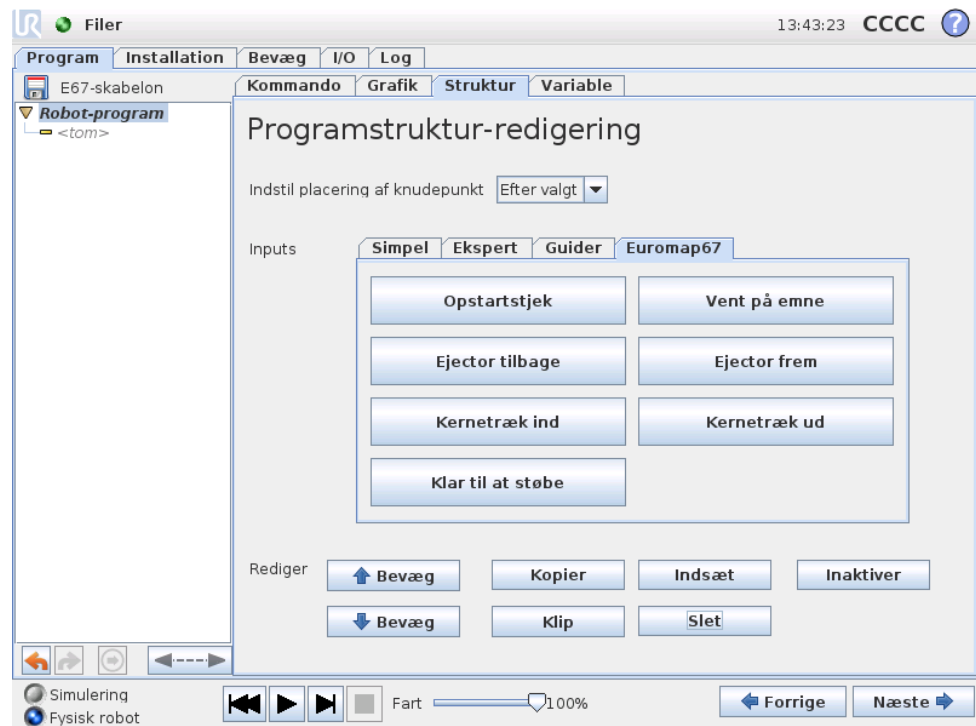 UR Filer 13:43:23 CCCC ?
Program Installation Bevæg I/O Log
E67-skabelon
Kommando Grafik Struktur Variable
Robot-program
<tom>
Programstruktur-redigering
Indstil placering af knudepunkt Efter valgt
Inputs
Simpel Ekspert Guider Euromap67
Opstartstjek Vent på emne
Ejector tilbage Ejector frem
Kernetræk ind Kernetræk ud
Klar til at støbe
Rediger
Bevæg Kopier Indsæt Inaktiver
Bevæg Klip Slet
Simulering
Fysisk robot
Fart 100%
Forrige Næste